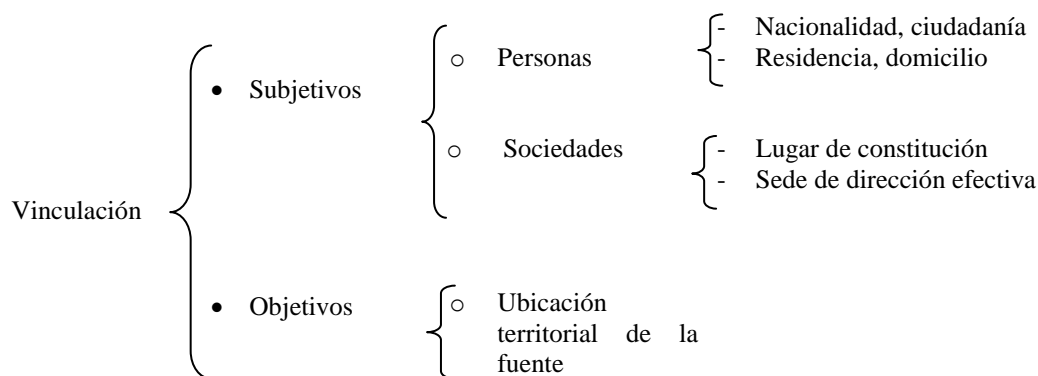 Vinculación
• Subjetivos
o Personas
- Nacionalidad, ciudadanía
- Residencia, domicilio
o Sociedades
- Lugar de constitución
- Sede de dirección efectiva
• Objetivos
o Ubicación
territorial de la
fuente